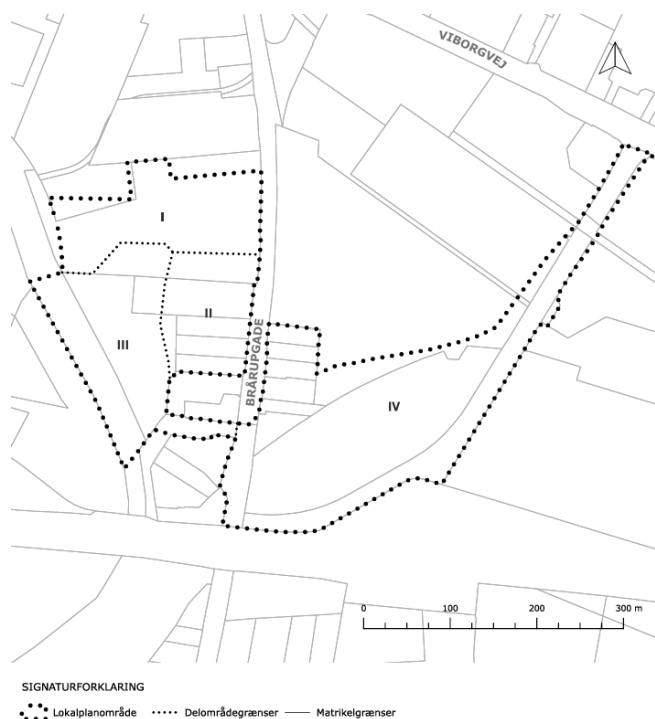 VIBORGVEJ
I
II
III
BRÅRUPGADE
IV
0 100 200 300 m
SIGNATURFORKLARING
Lokalplanområde Delområdegrænser Matrikelgrænser